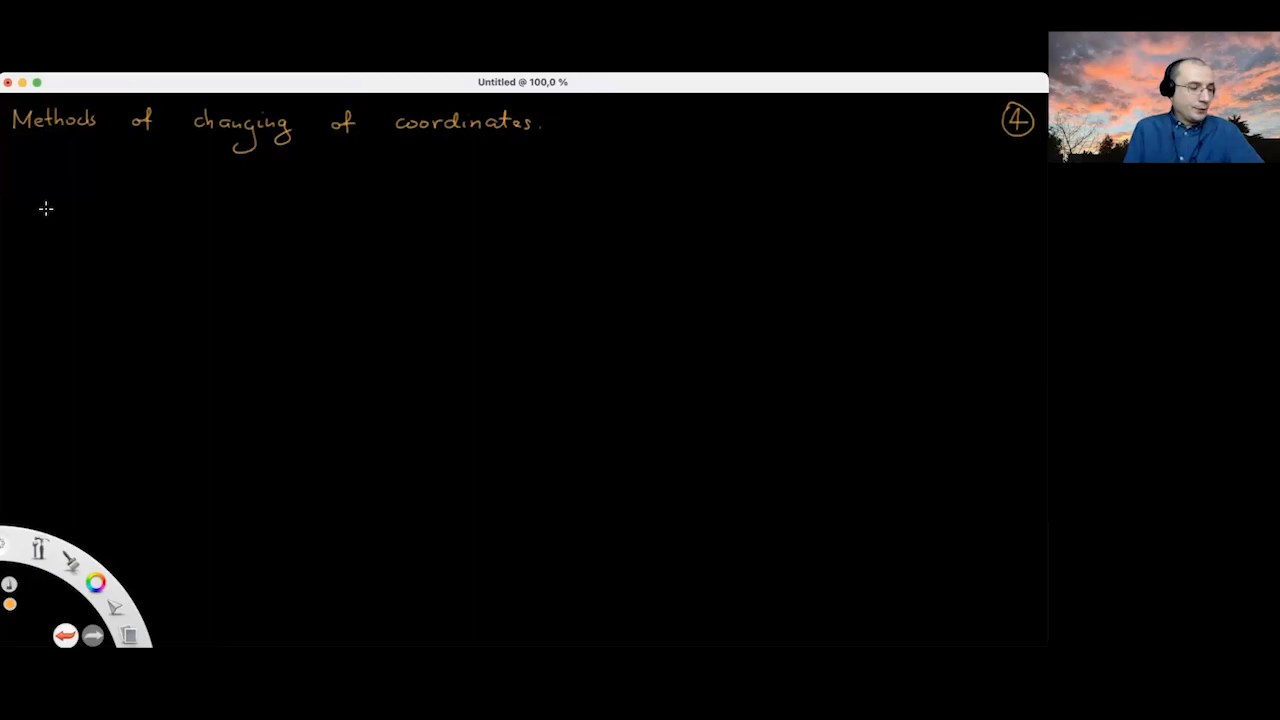 Untitled @ 100,0 %
Methods of changing of coordinates.
4